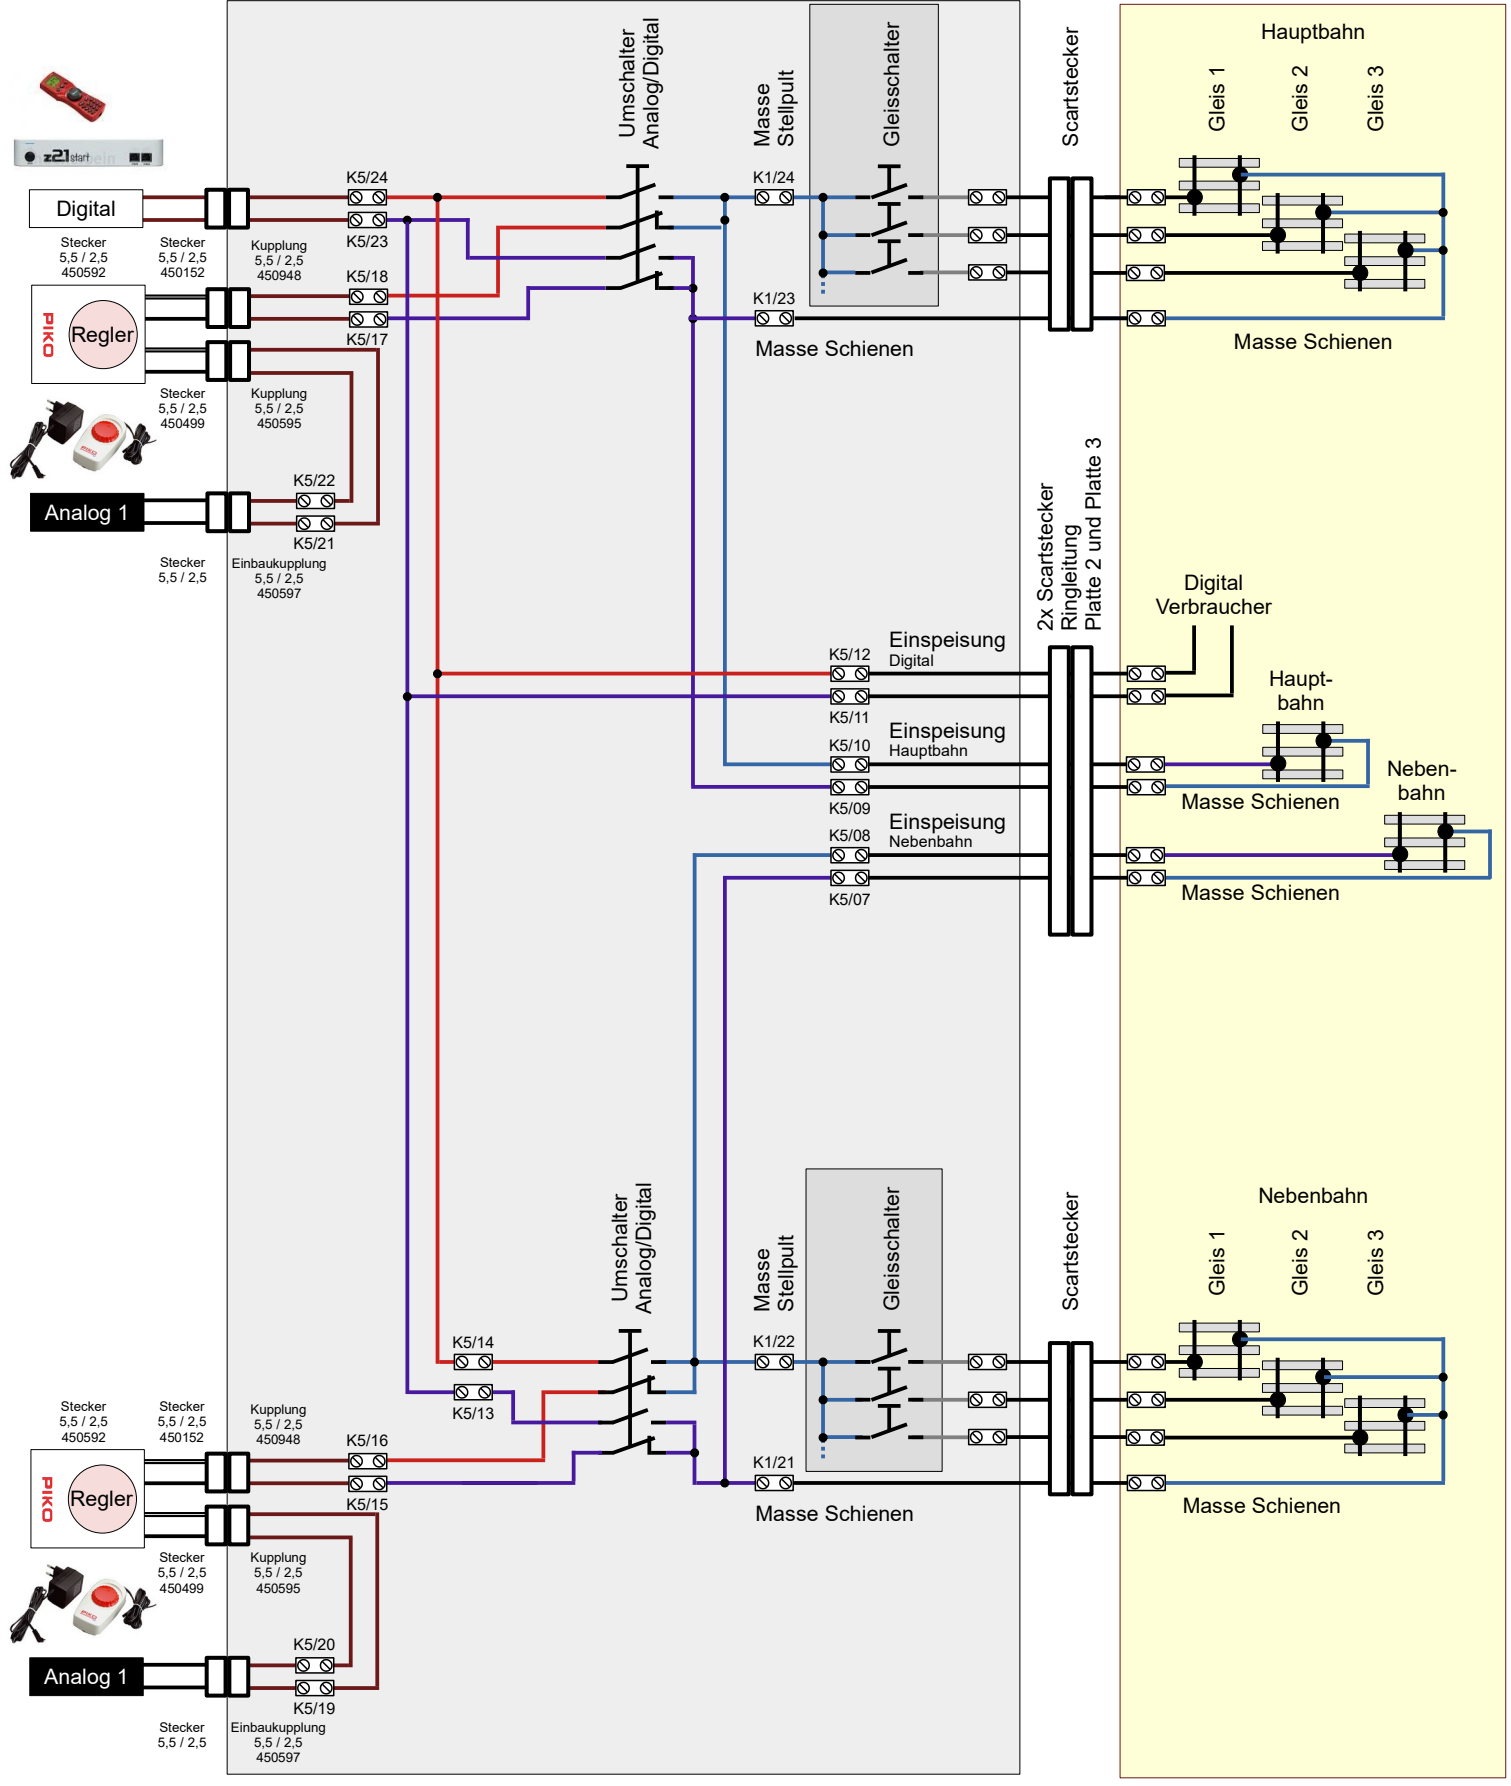 Hauptbahn
Umschalter
Analog/Digital
Masse
Stellpult
Gleisschalter
Scartstecker
Gleis 1
Gleis 2
Gleis 3
z21 start
Digital
K5/24
K5/23
K1/24
Stecker
5,5 / 2,5
450592
Stecker
5,5 / 2,5
450152
Kupplung
5,5 / 2,5
450948
PIKO
Regler
K5/18
K5/17
K1/23
Masse Schienen
Masse Schienen
Stecker
5,5 / 2,5
450499
Kupplung
5,5 / 2,5
450595
Analog 1
K5/22
K5/21
Stecker
5,5 / 2,5
Einbaukupplung
5,5 / 2,5
450597
2x Scartstecker
Ringleitung
Platte 2 und Platte 3
Digital
Verbraucher
K5/12
Einspeisung
Digital
K5/11
Haupt-
bahn
K5/10
Einspeisung
Hauptbahn
K5/09
Masse Schienen
Neben-
bahn
K5/08
Einspeisung
Nebenbahn
K5/07
Masse Schienen
Nebenbahn
Umschalter
Analog/Digital
Masse
Stellpult
Gleisschalter
Scartstecker
Gleis 1
Gleis 2
Gleis 3
K5/14
K5/13
K1/22
Stecker
5,5 / 2,5
450592
Stecker
5,5 / 2,5
450152
Kupplung
5,5 / 2,5
450948
PIKO
Regler
K5/16
K5/15
K1/21
Masse Schienen
Masse Schienen
Stecker
5,5 / 2,5
450499
Kupplung
5,5 / 2,5
450595
Analog 1
K5/20
K5/19
Stecker
5,5 / 2,5
Einbaukupplung
5,5 / 2,5
450597